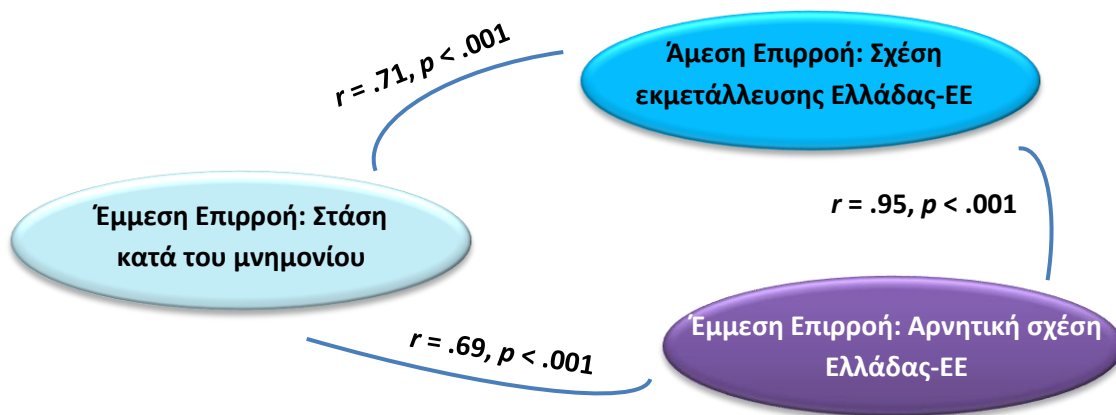 r = .71, p < .001
Άμεση Επιρροή: Σχέση
εκμετάλλευσης Ελλάδας-ΕΕ
Έμμεση Επιρροή: Στάση
κατά του μνημονίου
r = .95, p < .001
Έμμεση Επιρροή: Αρνητική σχέση
Ελλάδας-ΕΕ
r = .69, p < .001